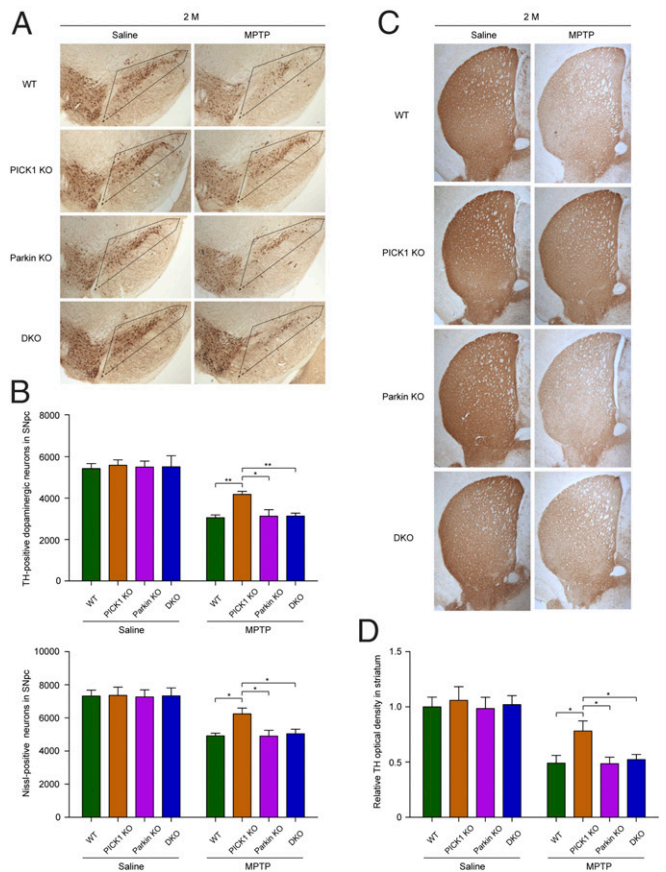 A
2 M
Saline MPTP
WT
PICK1 KO
Parkin KO
DKO
B
TH-positive dopaminergic neurons in SNpc
8000
6000
4000
2000
0
** * **
WT PICK1 KO Parkin KO DKO WT PICK1 KO Parkin KO DKO
Saline MPTP
Nissl-positive neurons in SNpc
10000
8000
6000
4000
2000
0
* * *
WT PICK1 KO Parkin KO DKO WT PICK1 KO Parkin KO DKO
Saline MPTP
C
2 M
Saline MPTP
WT
PICK1 KO
Parkin KO
DKO
D
Relative TH optical density in striatum
1.5
1.0
0.5
0
* * *
WT PICK1 KO Parkin KO DKO WT PICK1 KO Parkin KO DKO
Saline MPTP